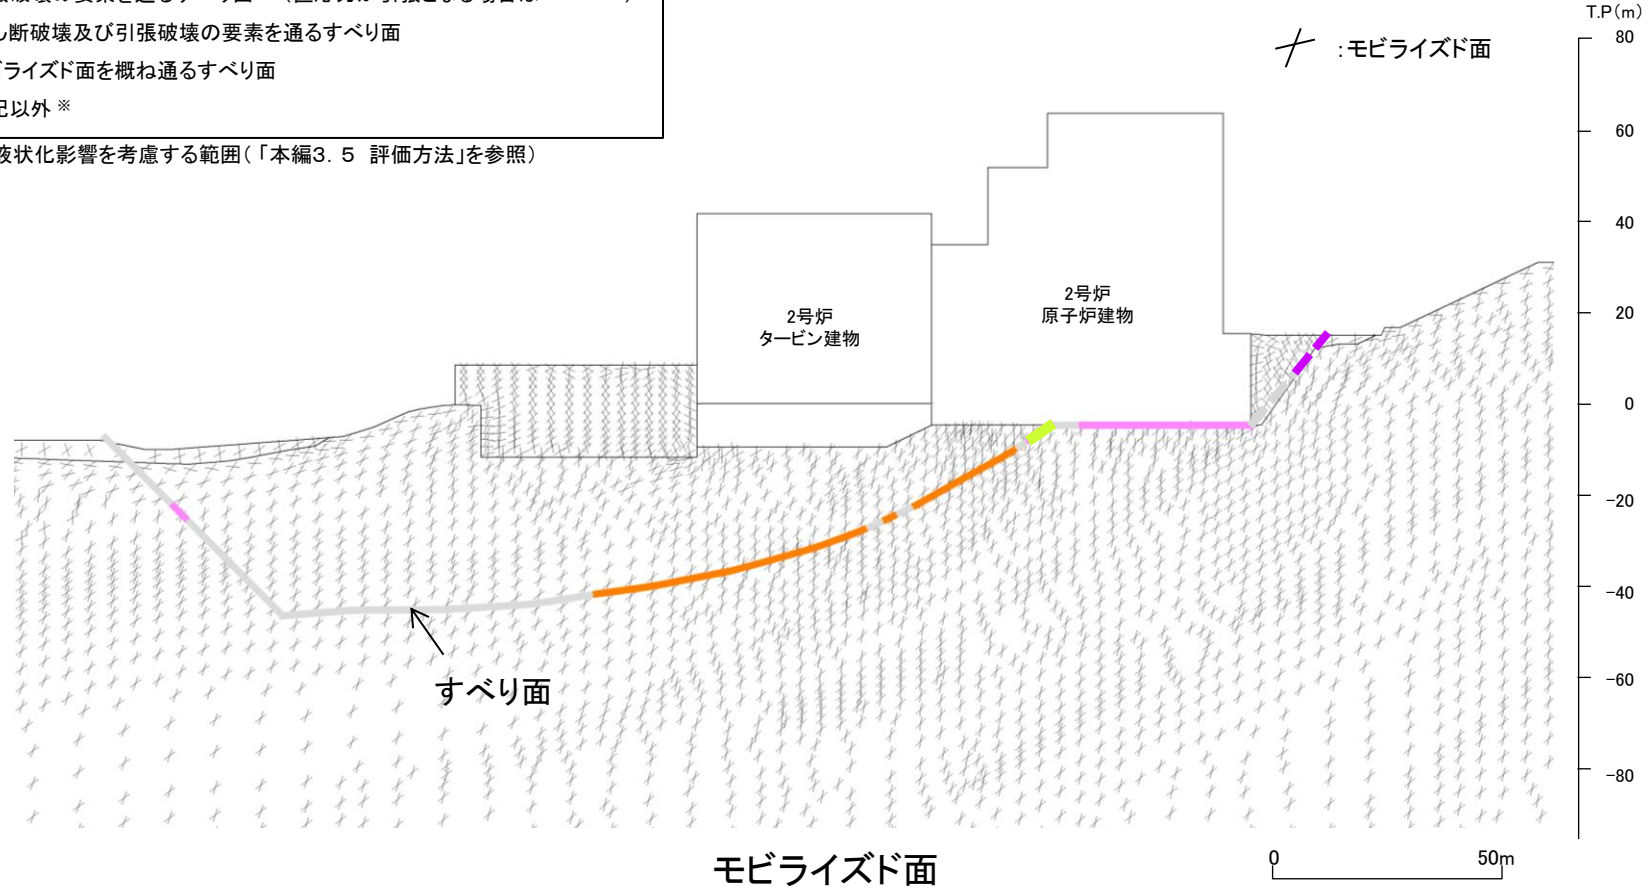 断破壊及び引張破壊の要素を通るすべり面
ライズド面を概ね通るすべり面
以外※
液状化影響を考慮する範囲(「本編3.5 評価方法」を参照)
:モビライズド面
T.P(m)
80
60
40
20
0
-20
-40
-60
-80
2号炉
タービン建物
2号炉
原子炉建物
すべり面
モビライズド面
0 50m